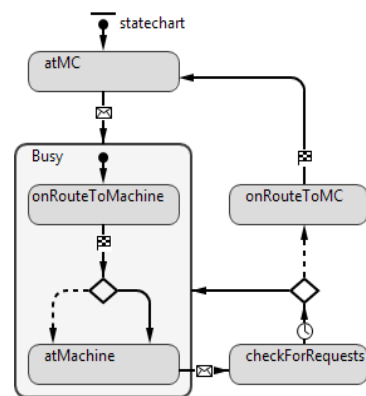 statechart
atMC
Busy
onRouteToMachine
onRouteToMC
atMachine
checkForRequests